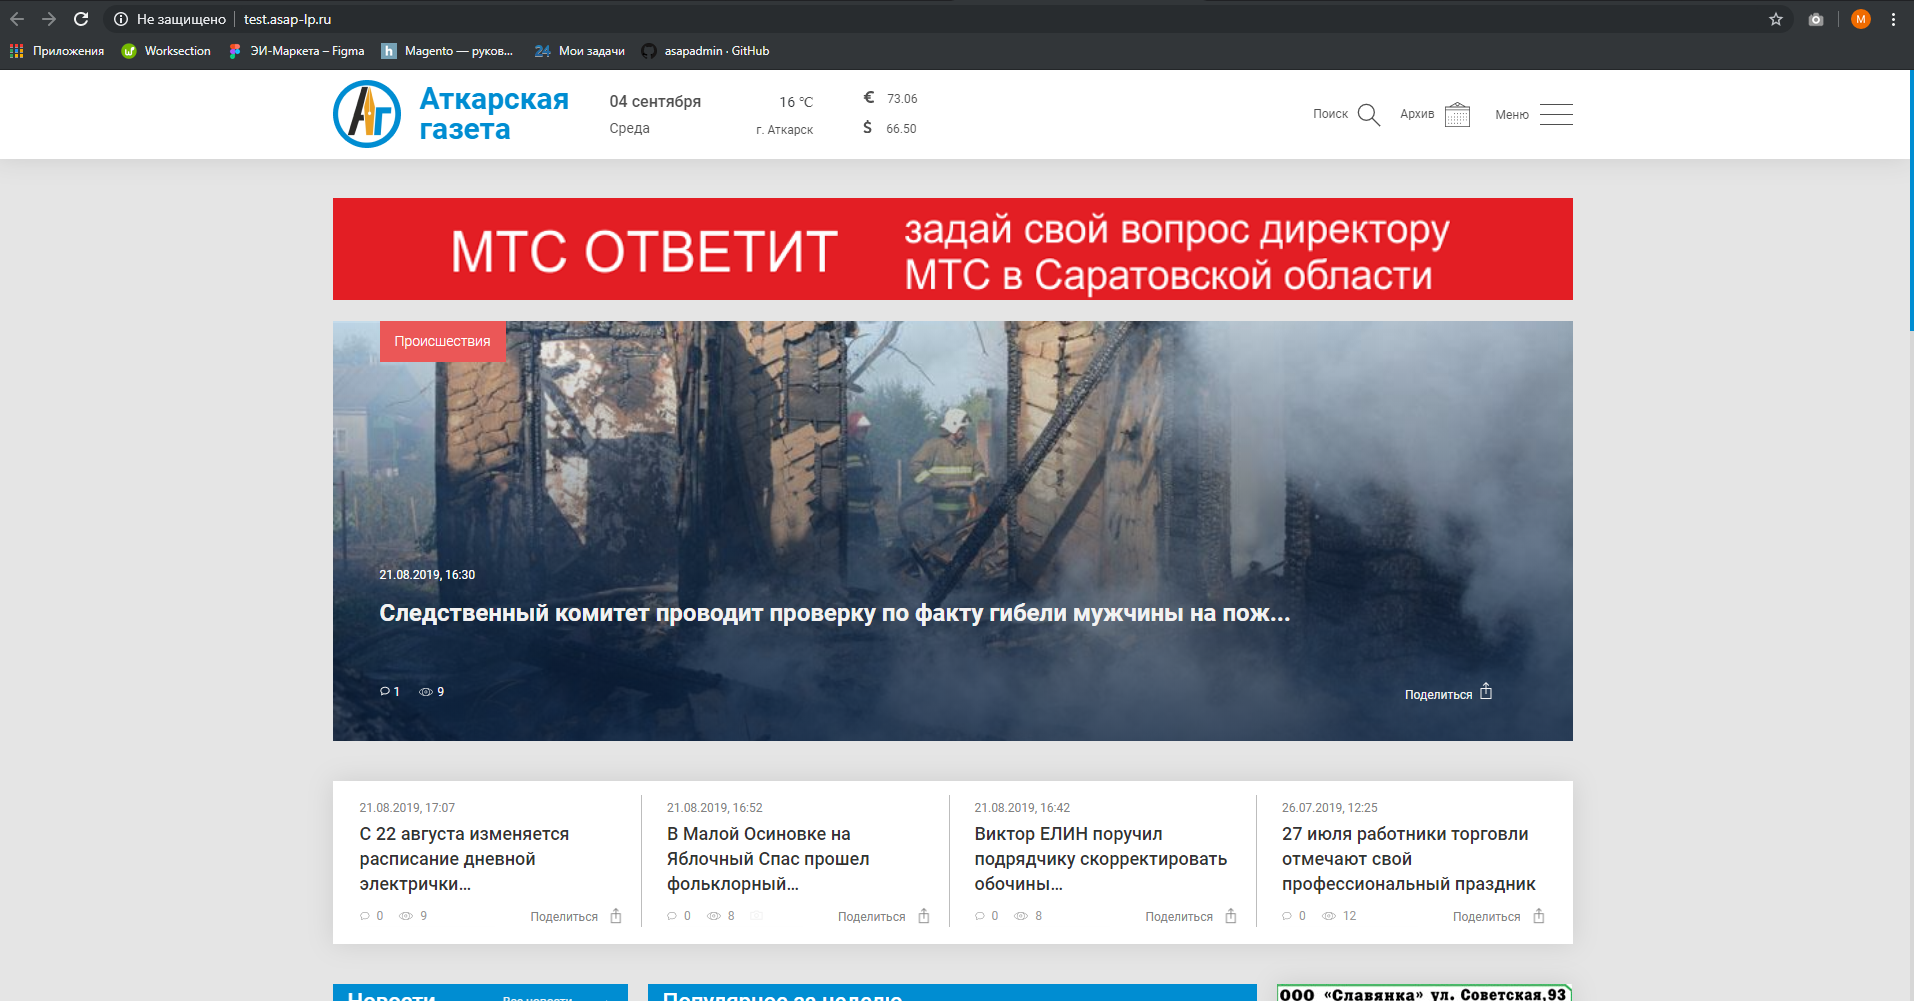 Не защищено test.asap-lp.ru
М
Приложения Worksection ЭИ-Маркета – Figma Magento — руков... 24 Мои задачи asapadmin · GitHub
АГ
Аткарская
газета
04 сентября
Среда
16 °C
г. Аткарск
€ 73.06
$ 66.50
Поиск
Архив
Меню
МТС ОТВЕТИТ
задай свой вопрос директору
МТС в Саратовской области
Происшествия
21.08.2019, 16:30
Следственный комитет проводит проверку по факту гибели мужчины на пож...
1 9
Поделиться
21.08.2019, 17:07
С 22 августа изменяется
расписание дневной
электрички...
0 9 Поделиться
21.08.2019, 16:52
В Малой Осиновке на
Яблочный Спас прошел
фольклорный...
0 8 Поделиться
21.08.2019, 16:42
Виктор ЕЛИН поручил
подрядчику скорректировать
обочины...
0 8 Поделиться
26.07.2019, 12:25
27 июля работники торговли
отмечают свой
профессиональный праздник
0 12 Поделиться
Новости Все новости
Популярное за неделю
ООО «Славянка» ул. Советская,93